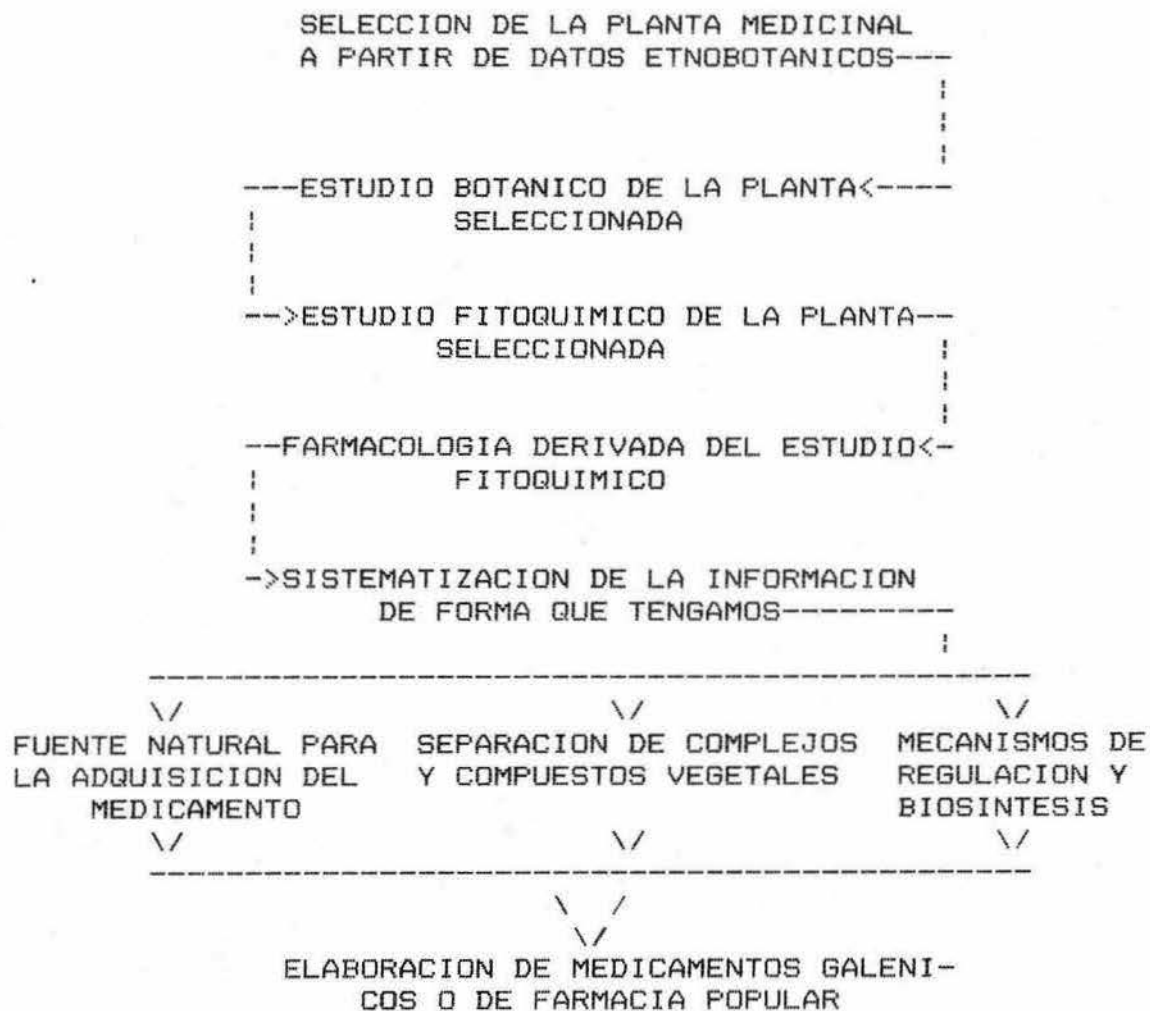 SELECCION DE LA PLANTA MEDICINAL
A PARTIR DE DATOS ETNOBOTANICOS---
---ESTUDIO BOTANICO DE LA PLANTA<----
SELECCIONADA
-->ESTUDIO FITOQUIMICO DE LA PLANTA--
SELECCIONADA
--FARMACOLOGIA DERIVADA DEL ESTUDIO<-
FITOQUIMICO
->SISTEMATIZACION DE LA INFORMACION
DE FORMA QUE TENGAMOS---------
FUENTE NATURAL PARA SEPARACION DE COMPLEJOS MECANISMOS DE
LA ADQUISICION DEL Y COMPUESTOS VEGETALES REGULACION Y
MEDICAMENTO BIOSINTESIS
ELABORACION DE MEDICAMENTOS GALENI-
COS O DE FARMACIA POPULAR